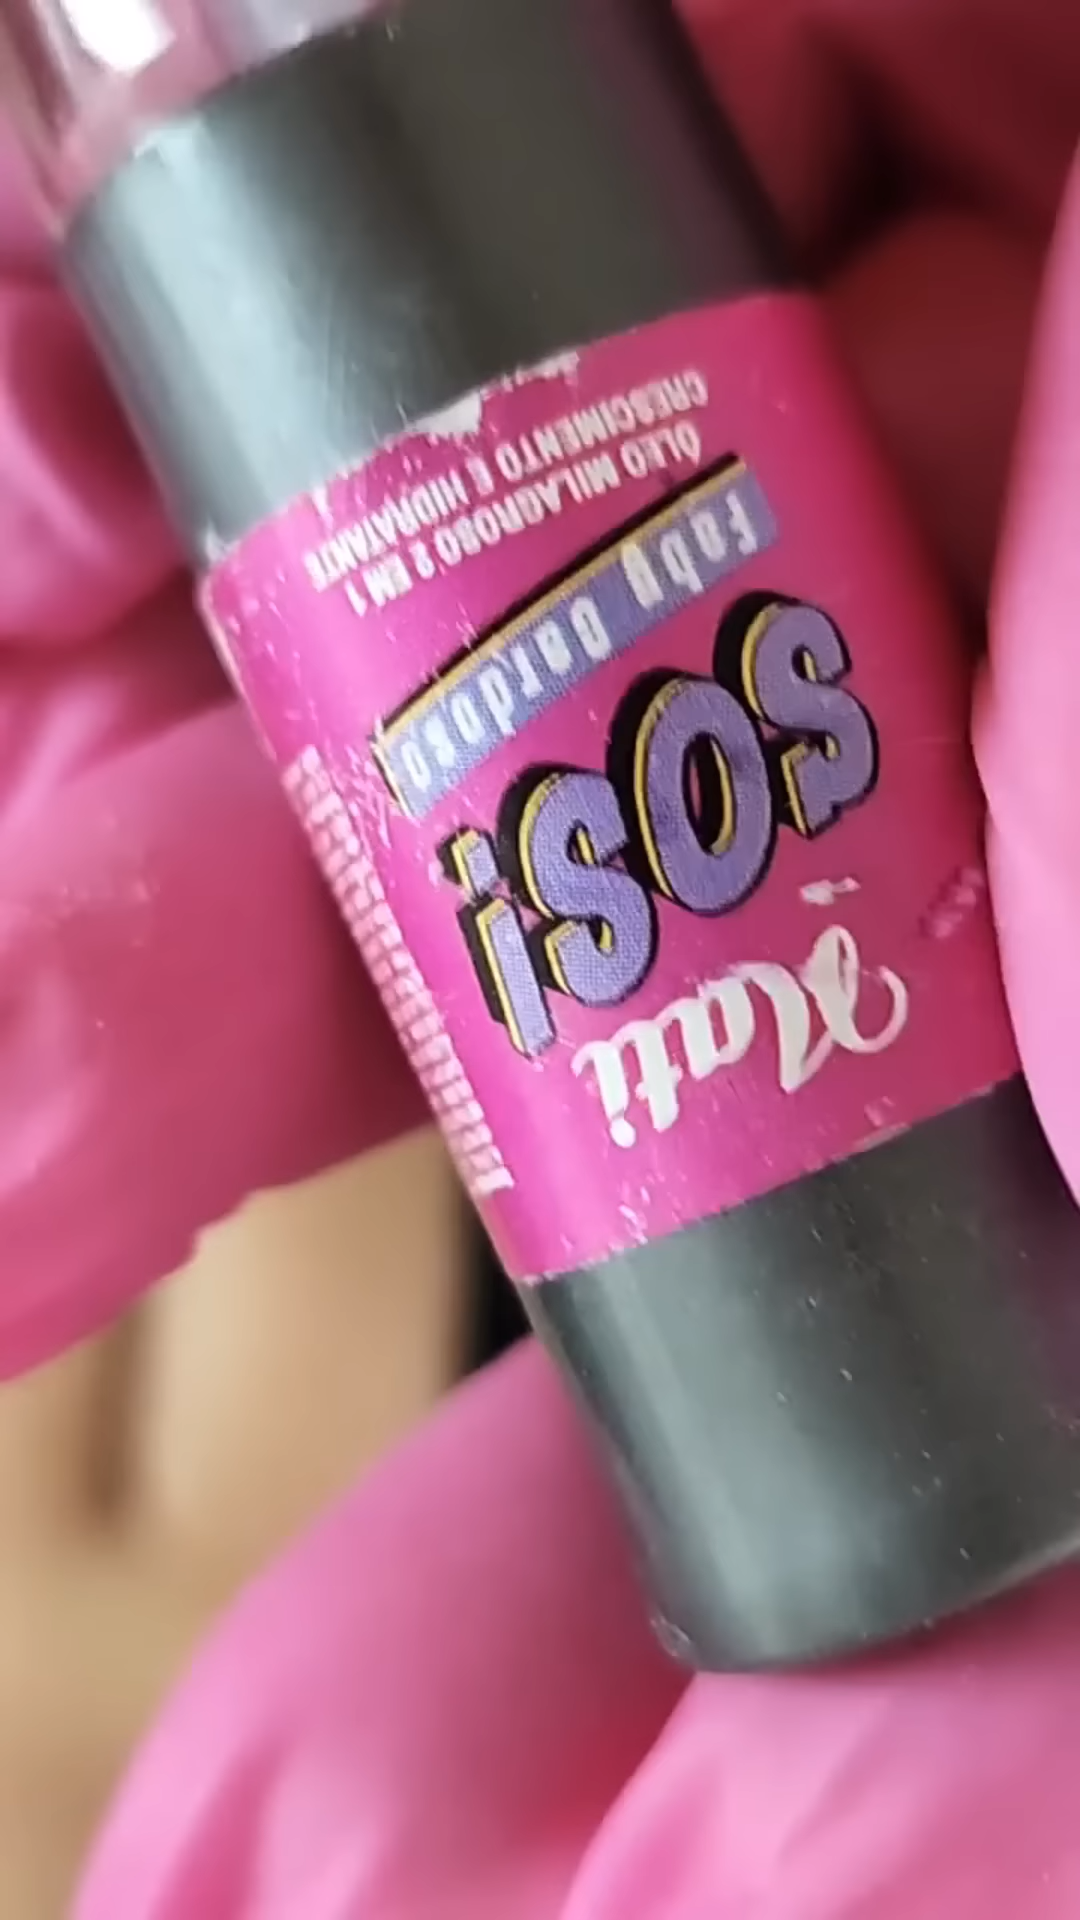 Nati
SOS!
Faby Cardoso
ÓLEO MILAGROSO 2 EM 1
CRESCIMENTO E HIDRATANTE